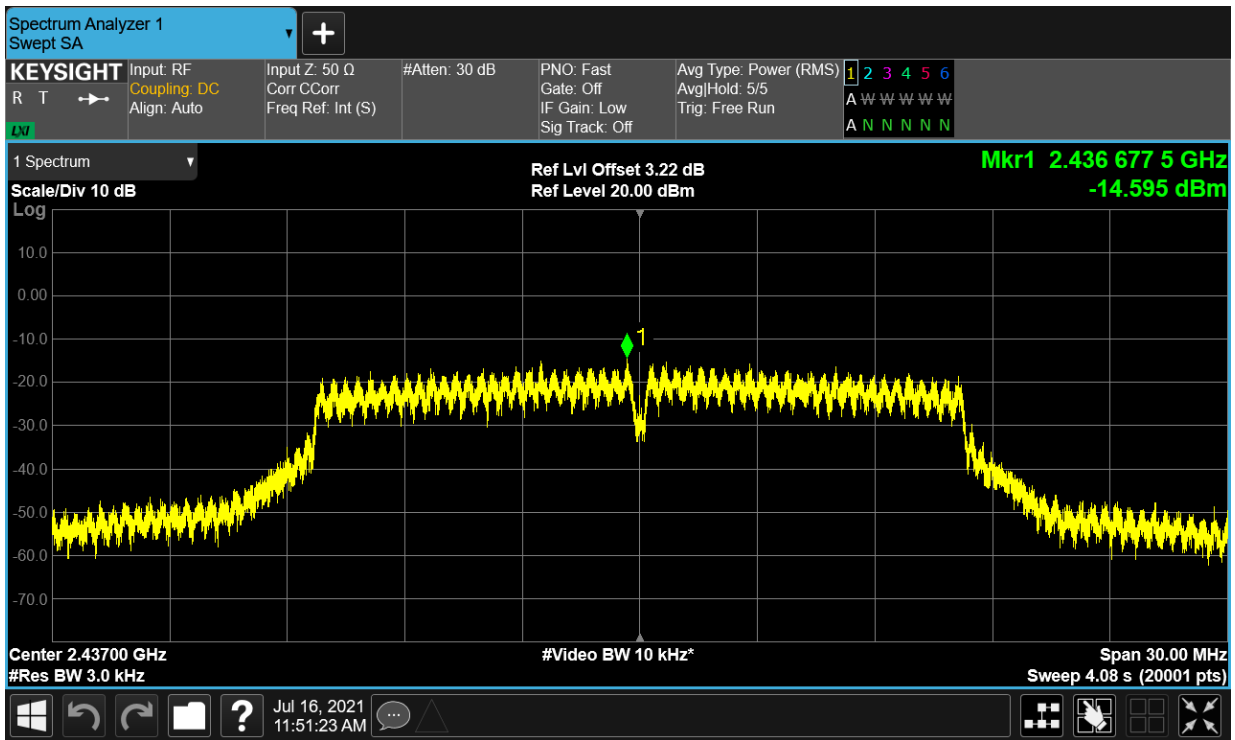 Spectrum Analyzer 1
Swept SA
KEYSIGHT
R T
LXI
Input: RF
Coupling: DC
Align: Auto
Input Z: 50 Ω
Corr CCorr
Freq Ref: Int (S)
#Atten: 30 dB
PNO: Fast
Gate: Off
IF Gain: Low
Sig Track: Off
Avg Type: Power (RMS)
Avg|Hold: 5/5
Trig: Free Run
1 2 3 4 5 6
A W W W W W
A N N N N N
1 Spectrum
Scale/Div 10 dB
Ref Lvl Offset 3.22 dB
Ref Level 20.00 dBm
Mkr1 2.436 677 5 GHz
-14.595 dBm
Log
10.0
0.00
-10.0
-20.0
-30.0
-40.0
-50.0
-60.0
-70.0
1
Center 2.43700 GHz
#Res BW 3.0 kHz
#Video BW 10 kHz*
Span 30.00 MHz
Sweep 4.08 s (20001 pts)
?
Jul 16, 2021
11:51:23 AM